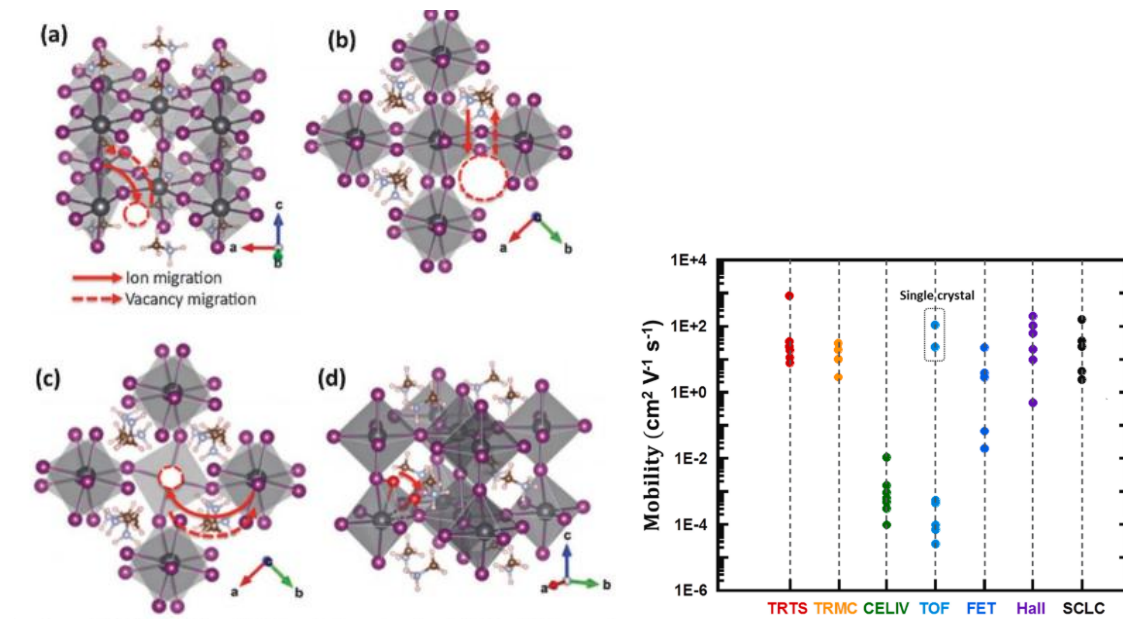 (a)
c
a
b
Ion migration
Vacancy migration
(b)
c
a
b
(c)
c
a
b
(d)
c
a
b
Mobility (cm² V⁻¹ s⁻¹)
1E+4
1E+2
1E+0
1E-2
1E-4
1E-6
Single crystal
TRTS TRMC CELIV TOF FET Hall SCLC